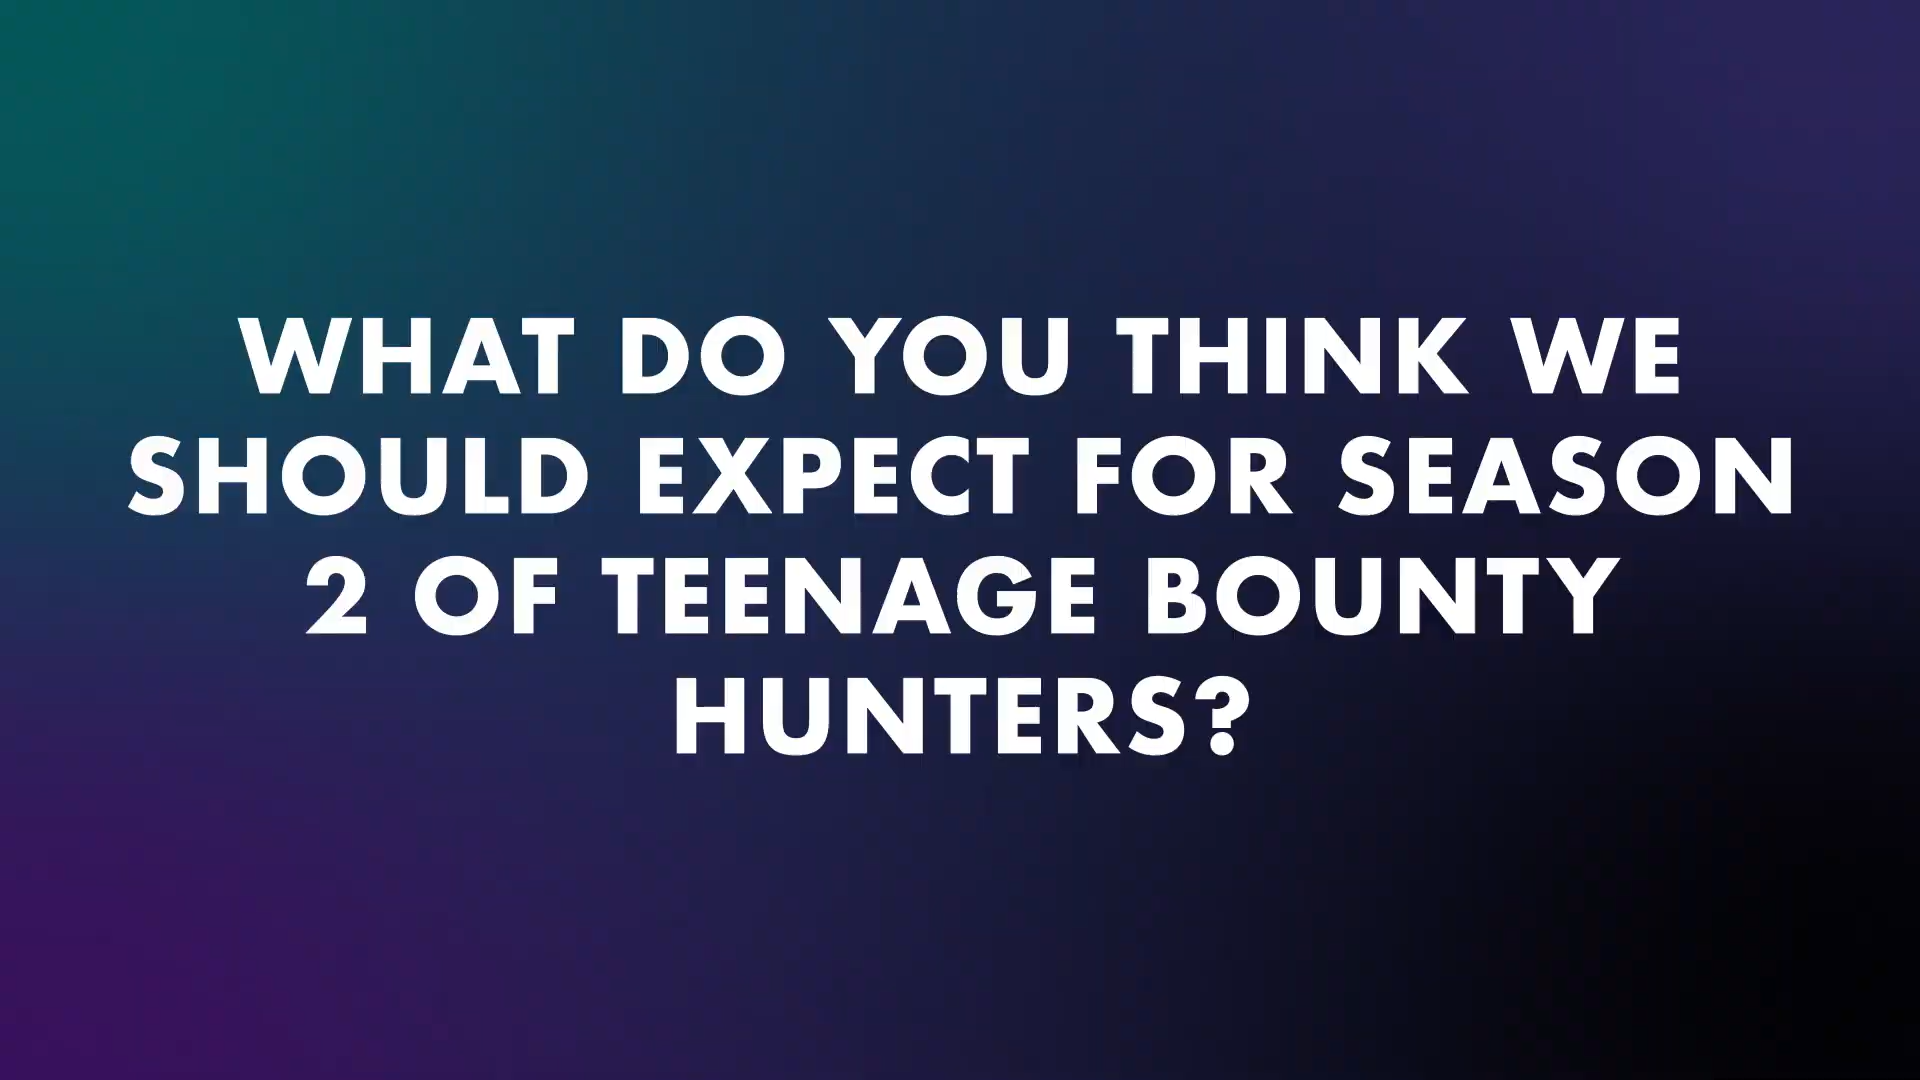 WHAT DO YOU THINK WE
SHOULD EXPECT FOR SEASON
2 OF TEENAGE BOUNTY
HUNTERS?